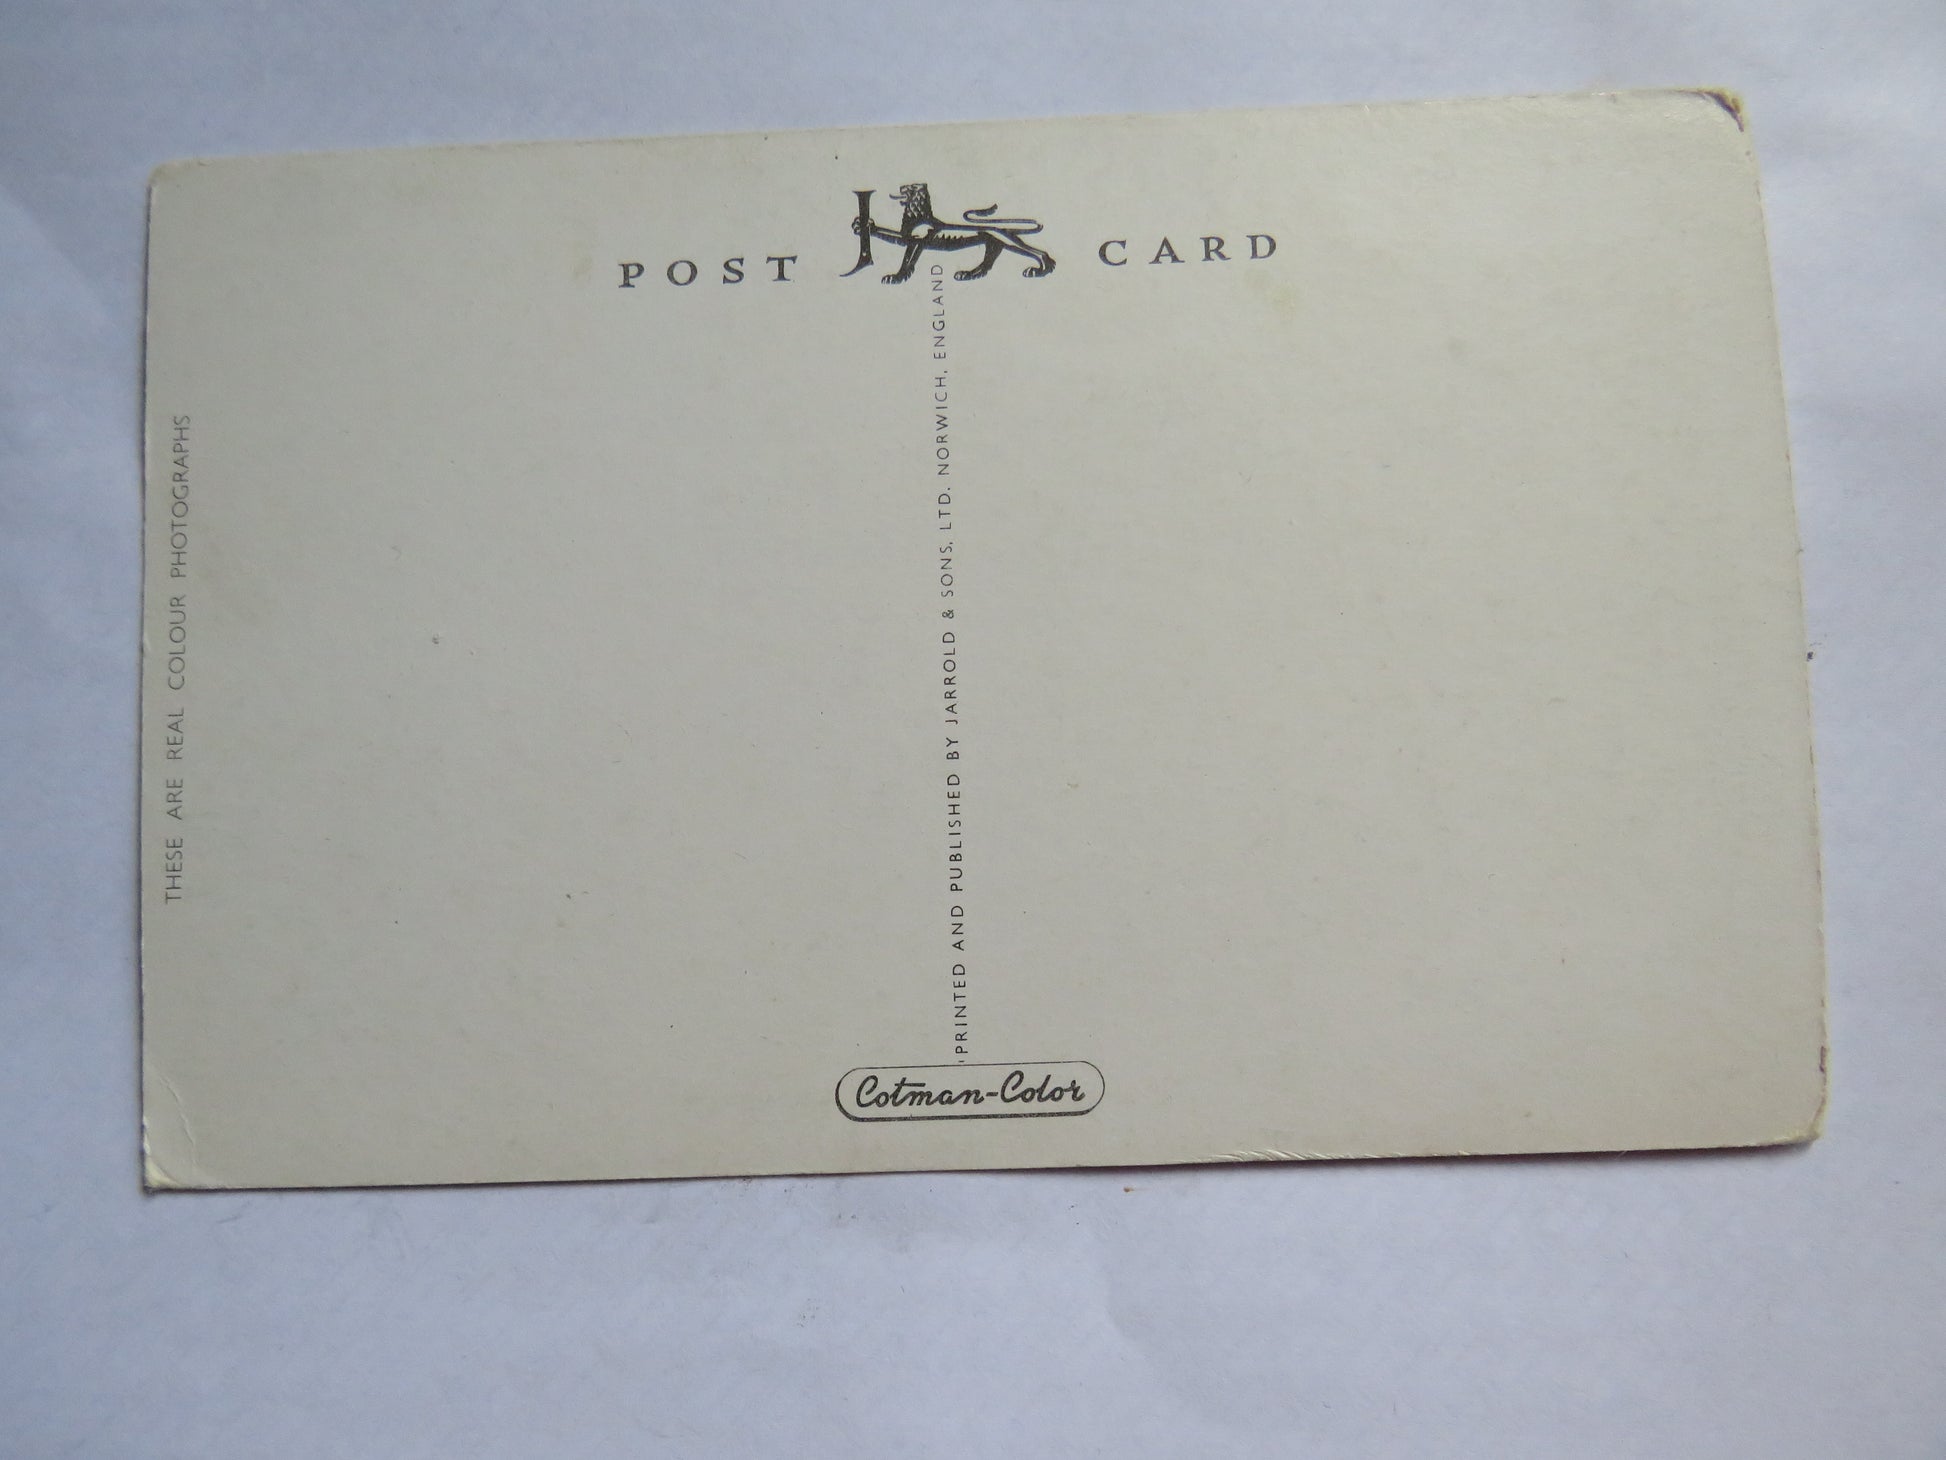 POST J CARD
THESE ARE REAL COLOUR PHOTOGRAPHS
PRINTED AND PUBLISHED BY JARROLD & SONS, LTD. NORWICH, ENGLAND
Cotman-Color